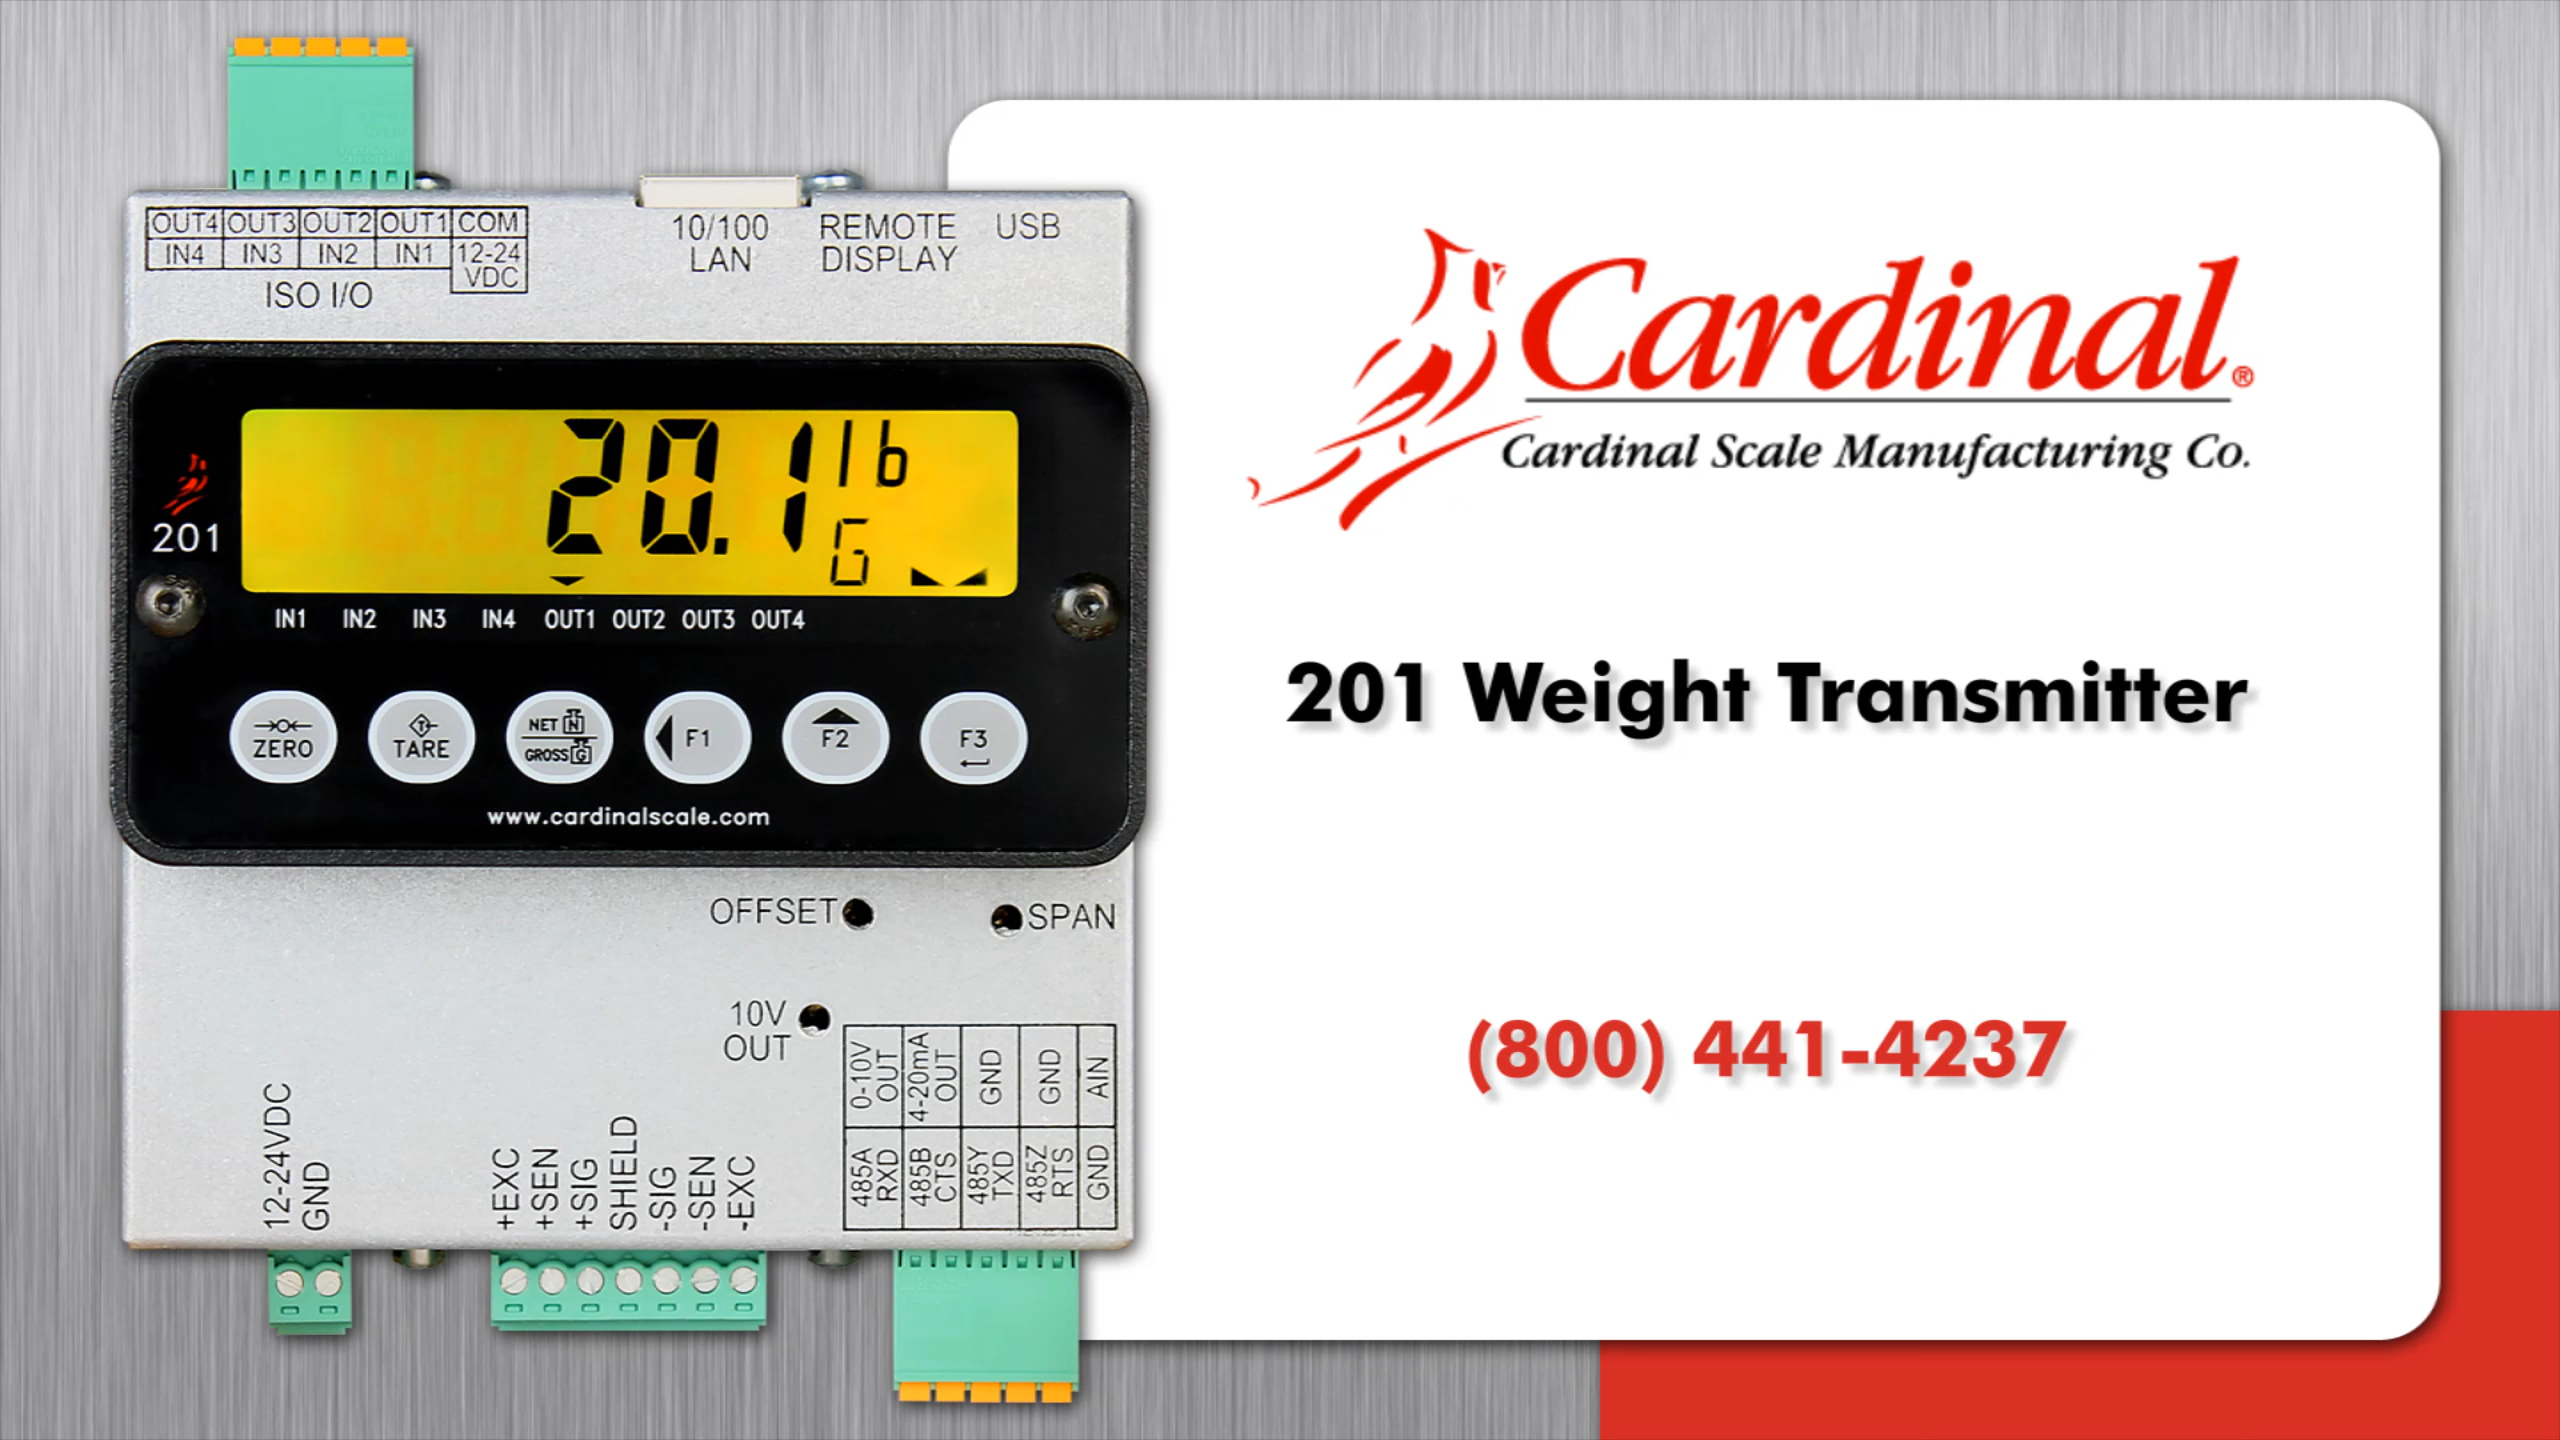 OUT4 OUT3 OUT2 OUT1 COM
IN4 IN3 IN2 IN1 12-24 VDC
ISO I/O
10/100 LAN
REMOTE DISPLAY
USB
20.1 lb
G
201
IN1 IN2 IN3 IN4 OUT1 OUT2 OUT3 OUT4
ZERO
T
TARE
NET N
GROSS G
F1
F2
F3
www.cardinalscale.com
OFFSET
SPAN
10V OUT
0-10V OUT
4-20mA OUT
GND
GND
AIN
485A RXD
485B CTS
485Y TXD
485Z RTS
GND
12-24VDC
GND
+EXC
+SEN
+SIG
SHIELD
-SIG
-SEN
-EXC
Cardinal®
Cardinal Scale Manufacturing Co.
201 Weight Transmitter
(800) 441-4237